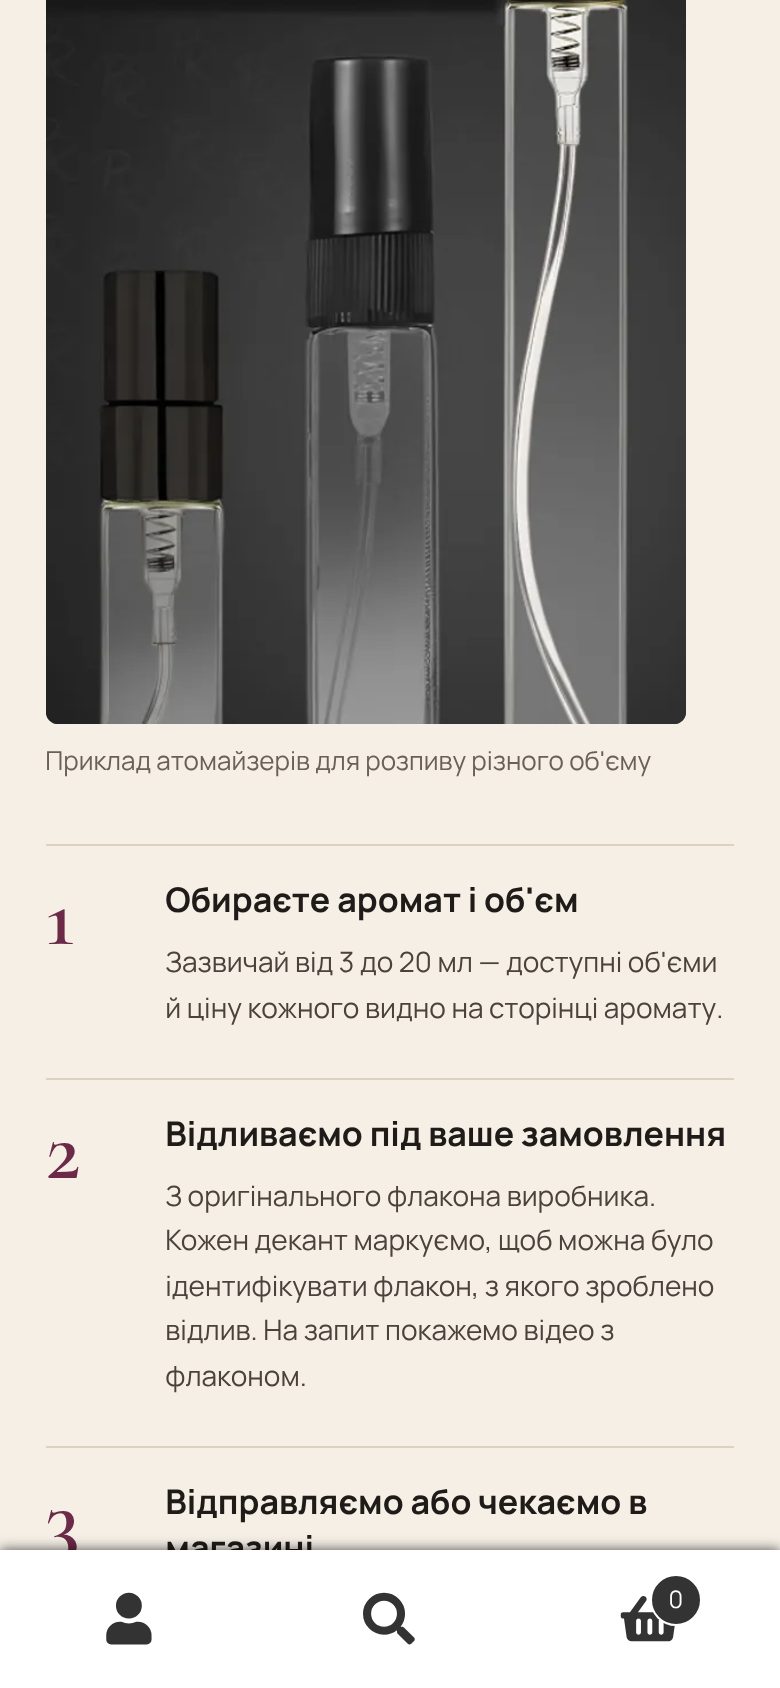 Приклад атомайзерів для розпиву різного об'єму
1
Обираєте аромат і об'єм
Зазвичай від 3 до 20 мл — доступні об'єми
й ціну кожного видно на сторінці аромату.
2
Відливаємо під ваше замовлення
З оригінального флакона виробника.
Кожен декант маркуємо, щоб можна було
ідентифікувати флакон, з якого зроблено
відлив. На запит покажемо відео з
флаконом.
3
Відправляємо або чекаємо в
магазині
0